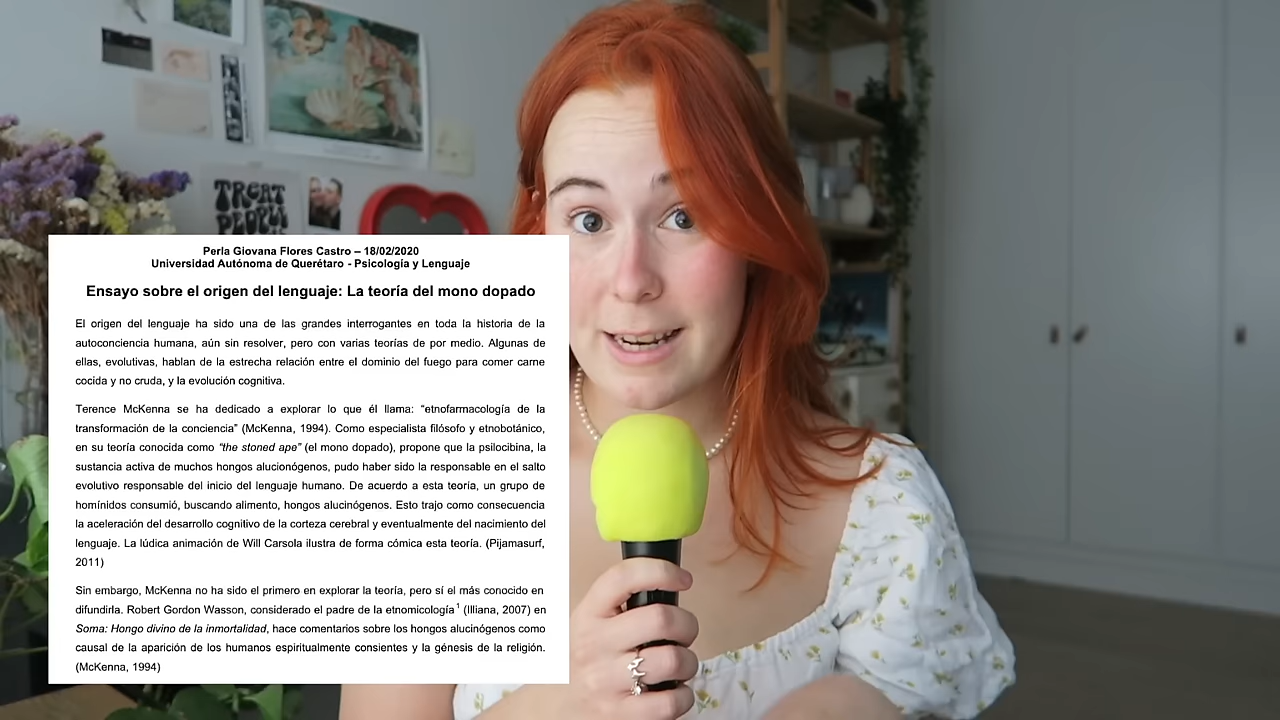 TREAT
PEOPLE
Perla Giovana Flores Castro – 18/02/2020
Universidad Autónoma de Querétaro - Psicología y Lenguaje
Ensayo sobre el origen del lenguaje: La teoría del mono dopado
El origen del lenguaje ha sido una de las grandes interrogantes en toda la historia de la
autoconciencia humana, aún sin resolver, pero con varias teorías de por medio. Algunas de
ellas, evolutivas, hablan de la estrecha relación entre el dominio del fuego para comer carne
cocida y no cruda, y la evolución cognitiva.
Terence McKenna se ha dedicado a explorar lo que él llama: “etnofarmacología de la
transformación de la conciencia” (McKenna, 1994). Como especialista filósofo y etnobotánico,
en su teoría conocida como “the stoned ape” (el mono dopado), propone que la psilocibina, la
sustancia activa de muchos hongos alucionógenos, pudo haber sido la responsable en el salto
evolutivo responsable del inicio del lenguaje humano. De acuerdo a esta teoría, un grupo de
homínidos consumió, buscando alimento, hongos alucinógenos. Esto trajo como consecuencia
la aceleración del desarrollo cognitivo de la corteza cerebral y eventualmente del nacimiento del
lenguaje. La lúdica animación de Will Carsola ilustra de forma cómica esta teoría. (Pijamasurf,
2011)
Sin embargo, McKenna no ha sido el primero en explorar la teoría, pero sí el más conocido en
difundirla. Robert Gordon Wasson, considerado el padre de la etnomicología¹ (Illiana, 2007) en
Soma: Hongo divino de la inmortalidad, hace comentarios sobre los hongos alucinógenos como
causal de la aparición de los humanos espiritualmente consientes y la génesis de la religión.
(McKenna, 1994)